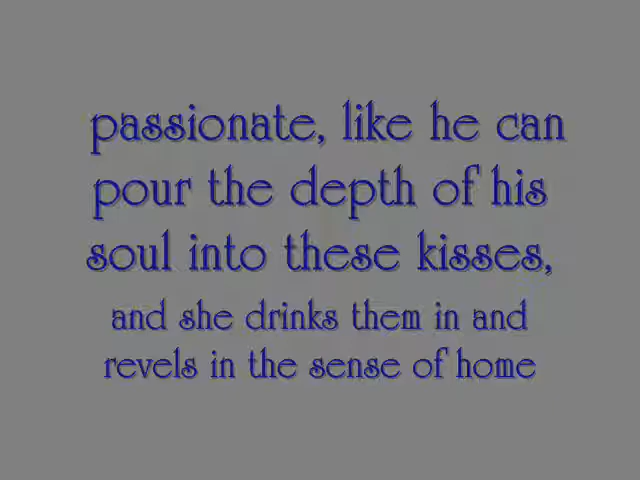 passionate, like he can
pour the depth of his
soul into these kisses,
and she drinks them in and
revels in the sense of home